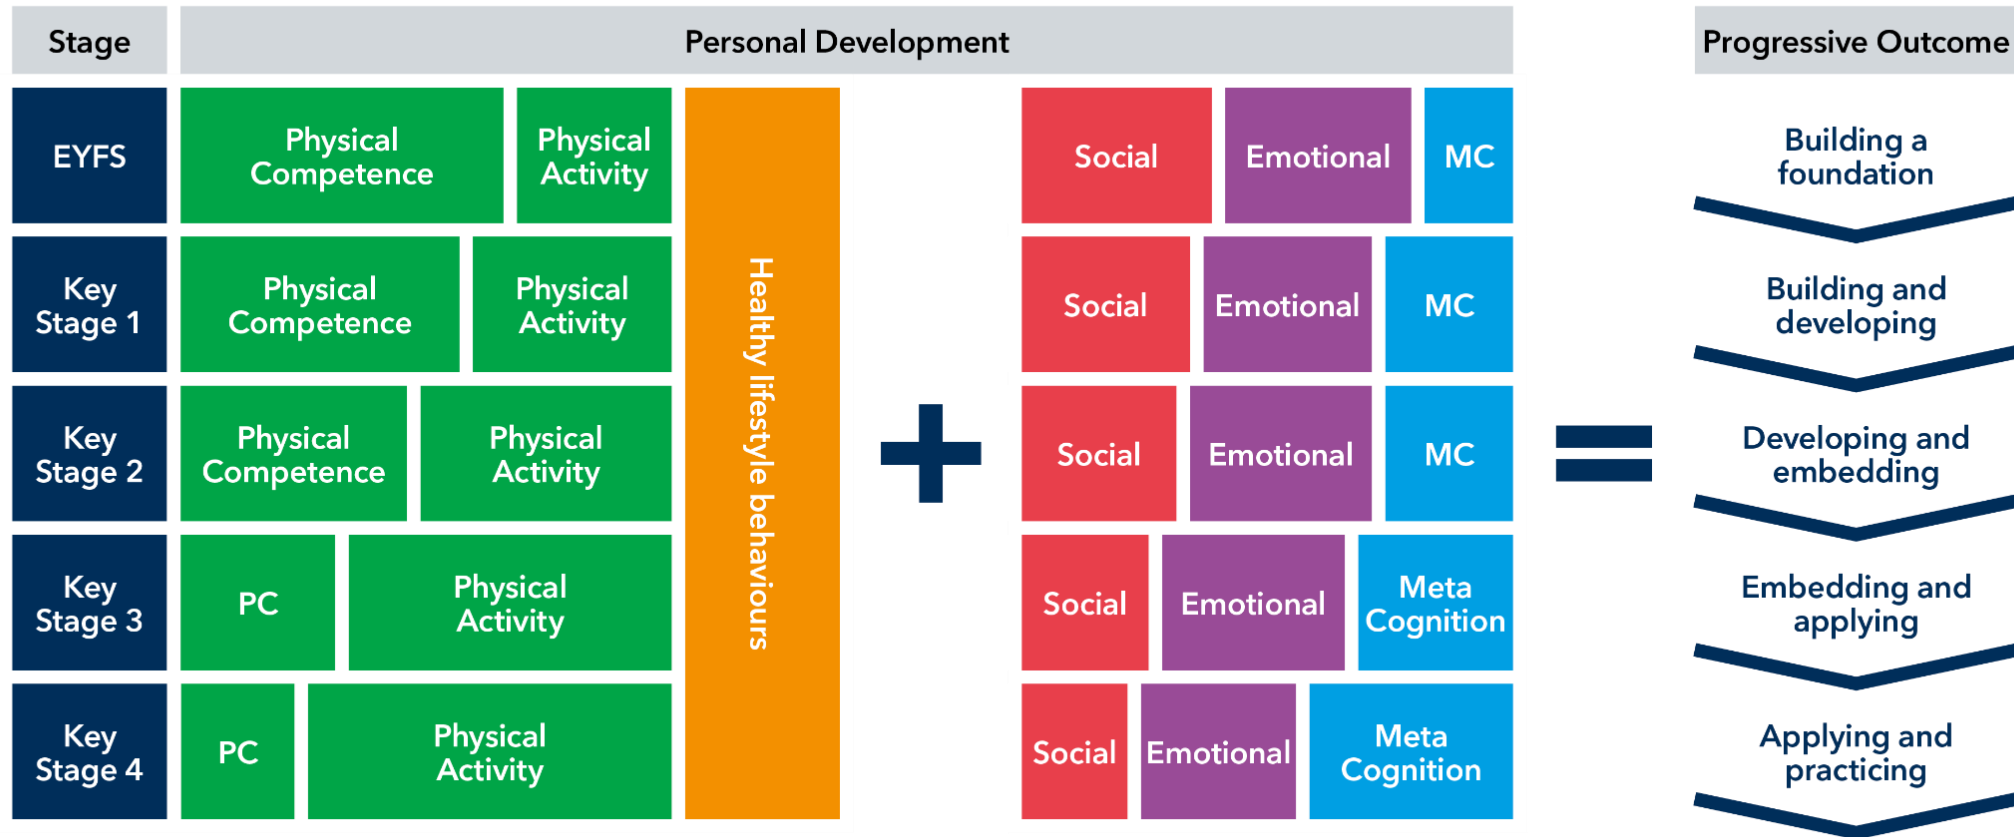 Stage
Personal Development
Progressive Outcome
EYFS
Physical
Competence
Physical
Activity
Healthy lifestyle behaviours
Social
Emotional
MC
Building a
foundation
Key
Stage 1
Physical
Competence
Physical
Activity
Social
Emotional
MC
Building and
developing
Key
Stage 2
Physical
Competence
Physical
Activity
+
Social
Emotional
MC
=
Developing and
embedding
Key
Stage 3
PC
Physical
Activity
Social
Emotional
Meta
Cognition
Embedding and
applying
Key
Stage 4
PC
Physical
Activity
Social
Emotional
Meta
Cognition
Applying and
practicing